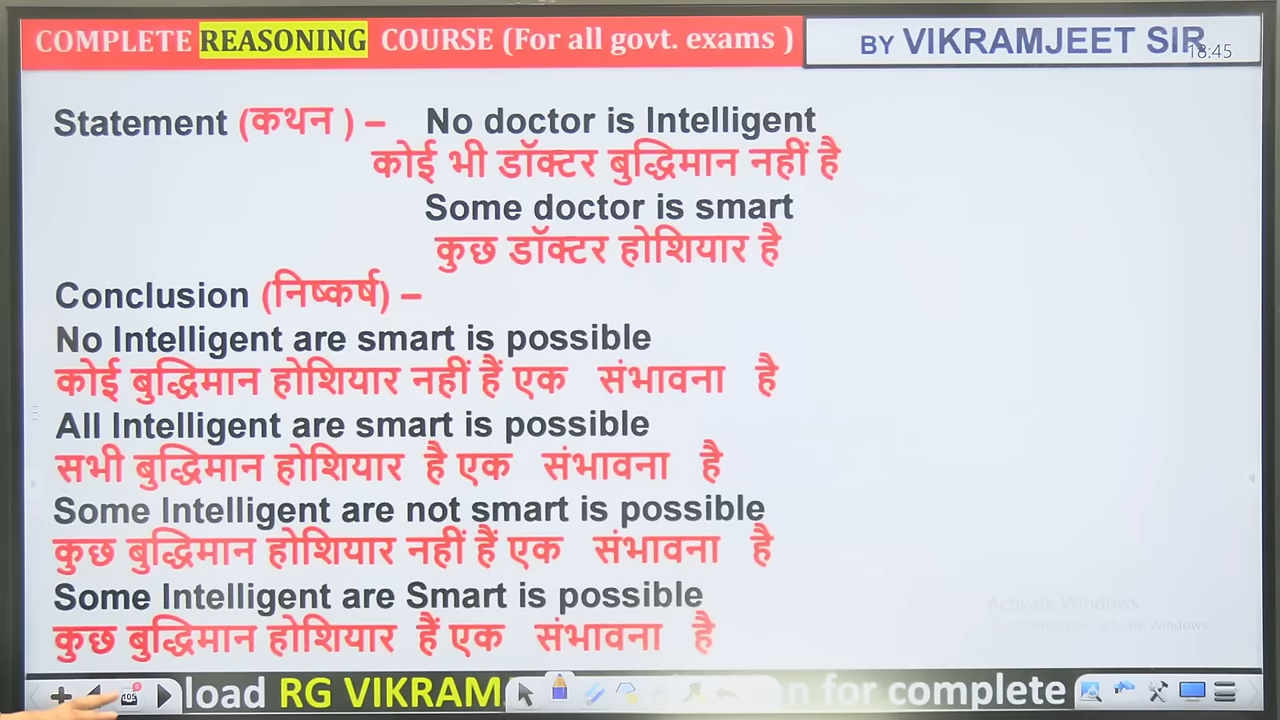 COMPLETE REASONING COURSE (For all govt. exams )
BY VIKRAMJEET SIR
18:45
Statement (कथन ) – No doctor is Intelligent
कोई भी डॉक्टर बुद्धिमान नहीं है
Some doctor is smart
कुछ डॉक्टर होशियार है
Conclusion (निष्कर्ष) –
No Intelligent are smart is possible
कोई बुद्धिमान होशियार नहीं हैं एक संभावना है
All Intelligent are smart is possible
सभी बुद्धिमान होशियार है एक संभावना है
Some Intelligent are not smart is possible
कुछ बुद्धिमान होशियार नहीं हैं एक संभावना है
Some Intelligent are Smart is possible
कुछ बुद्धिमान होशियार हैं एक संभावना है
Activate Windows
105
load RG VIKRAM for complete